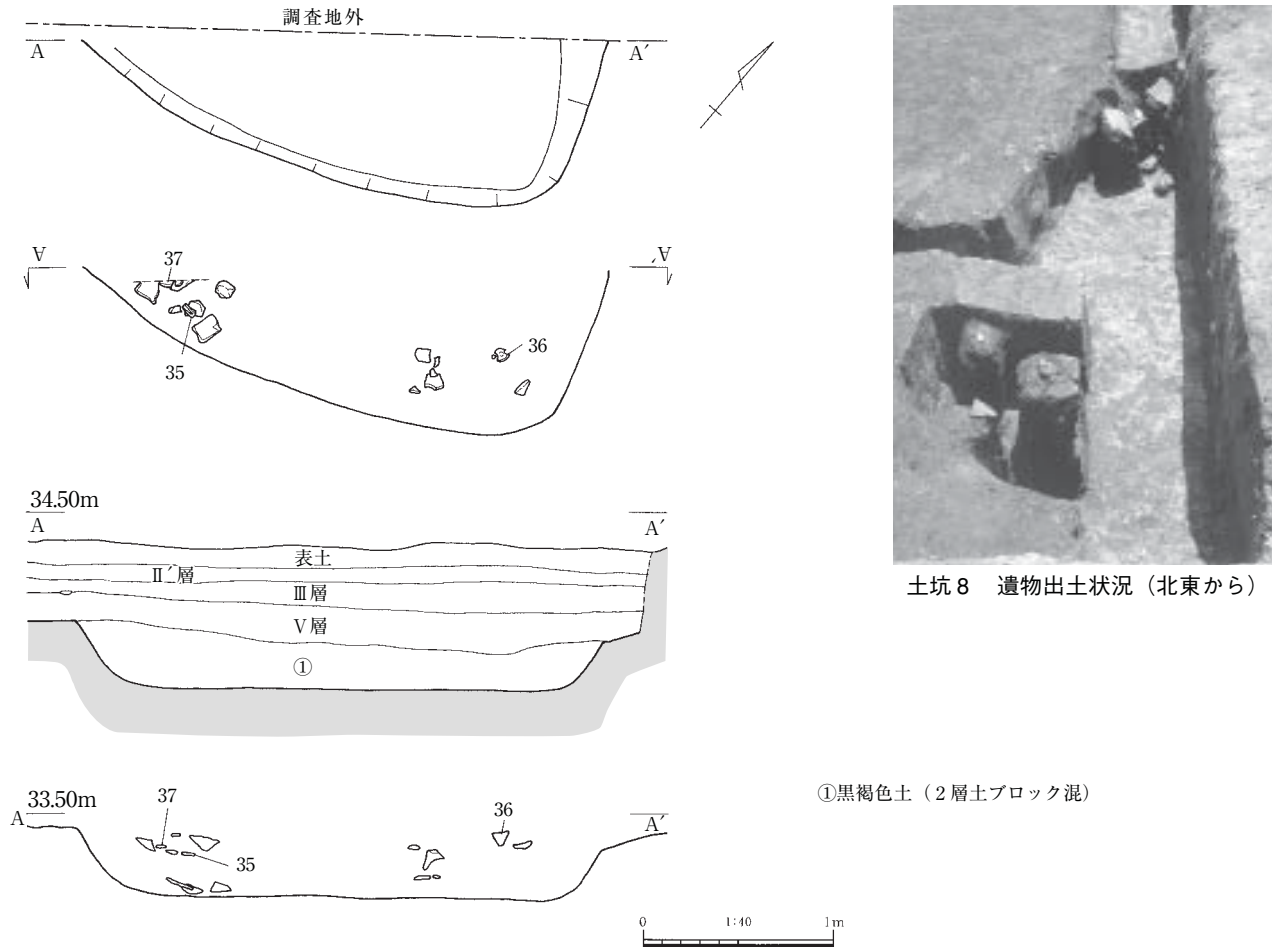 調査地外
A
A′
A
A′
37
35
36
34.50m
A
A′
表土
Ⅱ′層
Ⅲ層
Ⅴ層
①
33.50m
A
A′
37
35
36
0 1:40 1m
土坑8 遺物出土状況（北東から）
①黒褐色土（2層土ブロック混）